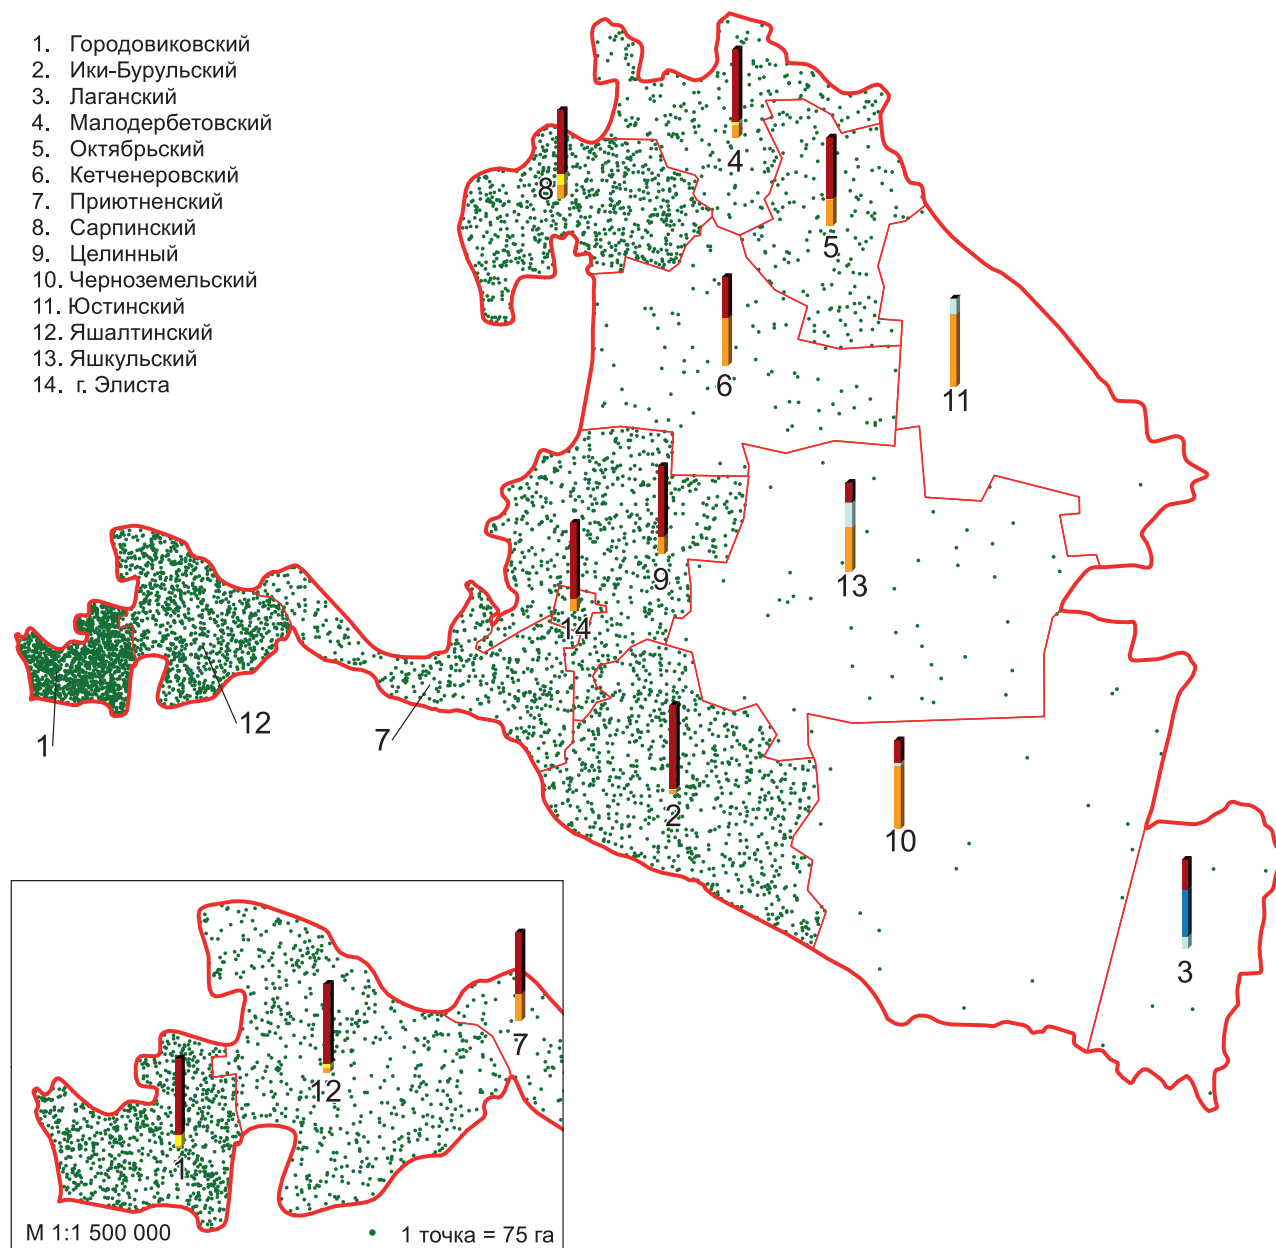 1. Городовиковский
2. Ики-Бурульский
3. Лаганский
4. Малодербетовский
5. Октябрьский
6. Кетченеровский
7. Приютненский
8. Сарпинский
9. Целинный
10. Черноземельский
11. Юстинский
12. Яшалтинский
13. Яшкульский
14. г. Элиста
4
8
5
6
11
9
13
14
12
1
7
2
10
3
7
12
1
М 1:1 500 000
1 точка = 75 га